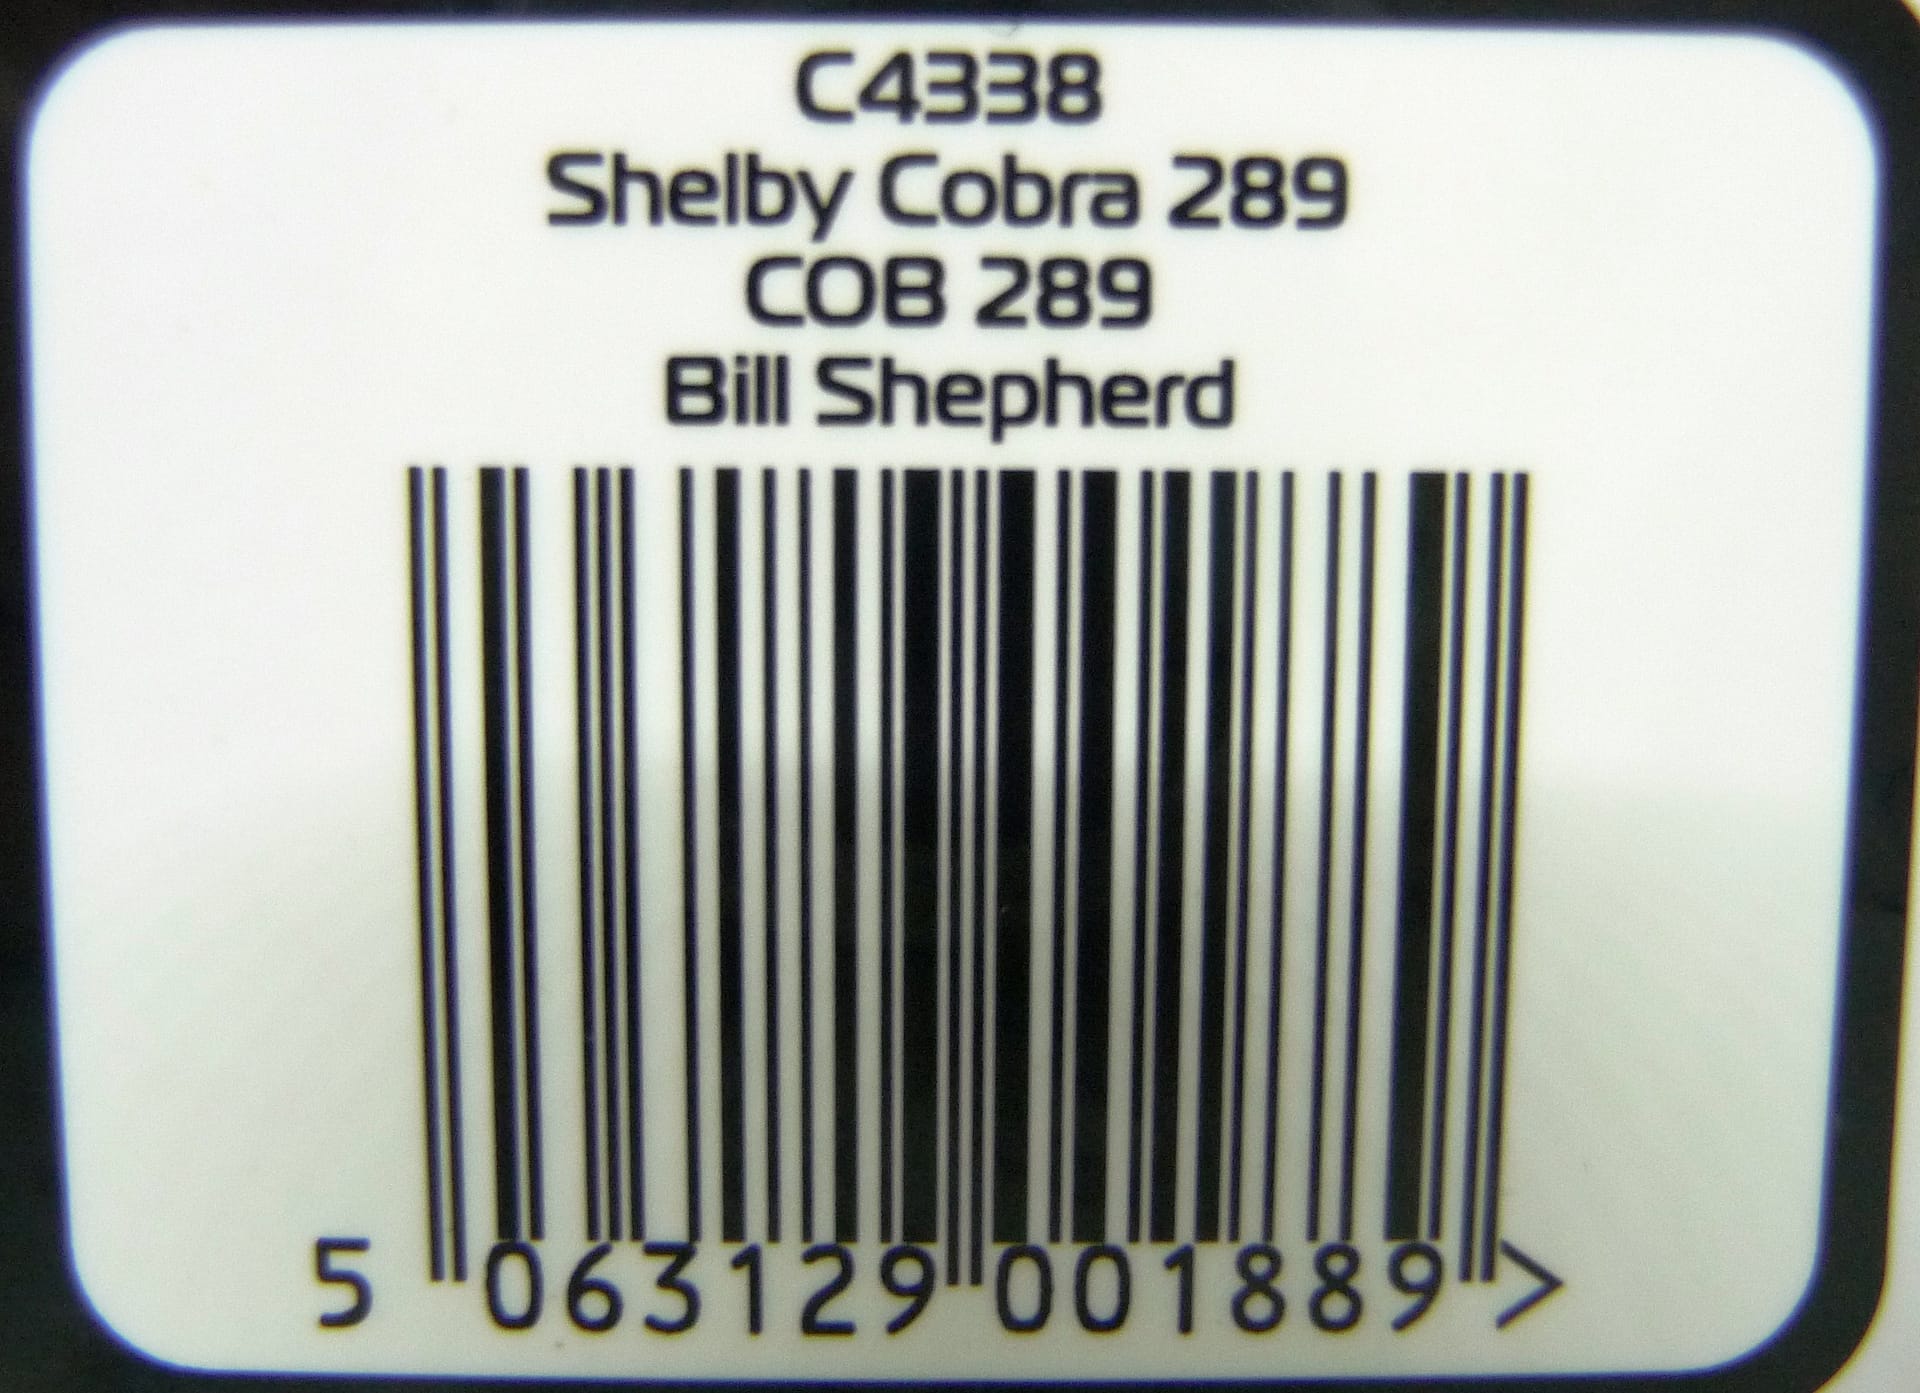 C4338
Shelby Cobra 289
COB 289
Bill Shepherd
5 063129 001889 >